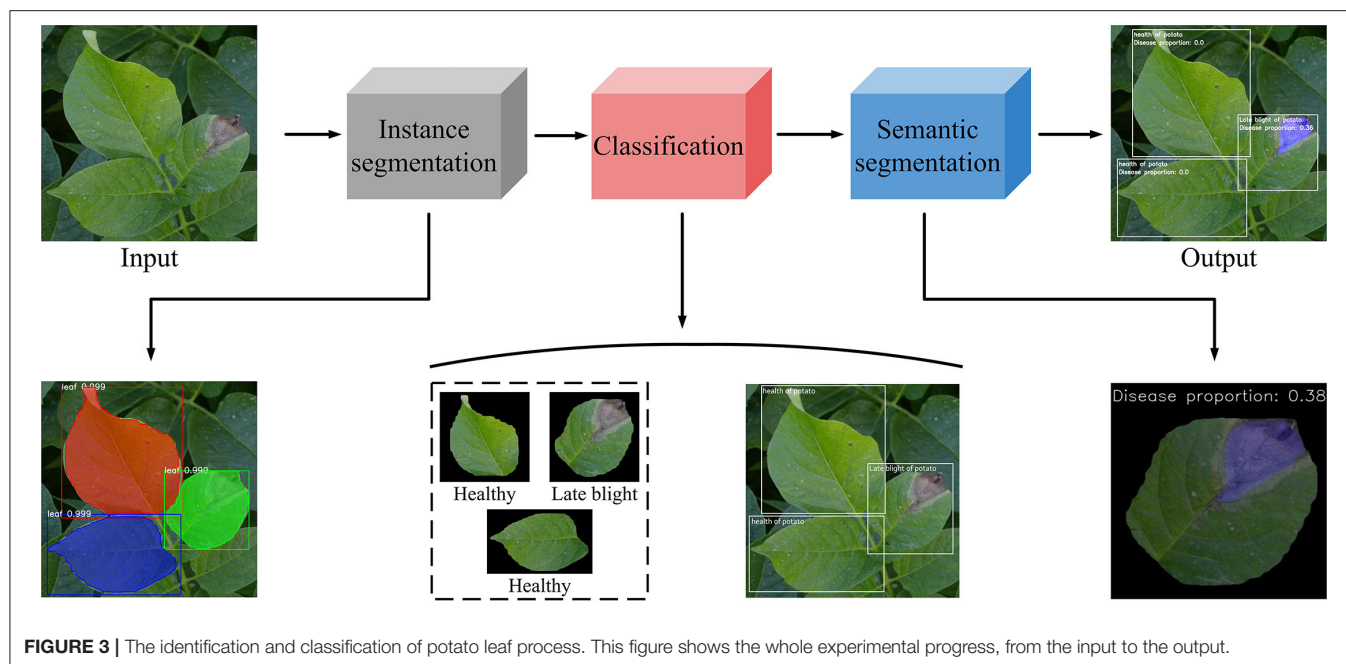 health of potato
Disease proportion: 0.0
Late blight of potato
Disease proportion: 0.36
health of potato
Disease proportion: 0.0
Instance
segmentation
Classification
Semantic
segmentation
Input
Output
leaf 0.999
leaf 0.999
leaf 0.999
Healthy
Late blight
Healthy
health of potato
Late blight of potato
health of potato
Disease proportion: 0.38
FIGURE 3 | The identification and classification of potato leaf process. This figure shows the whole experimental progress, from the input to the output.